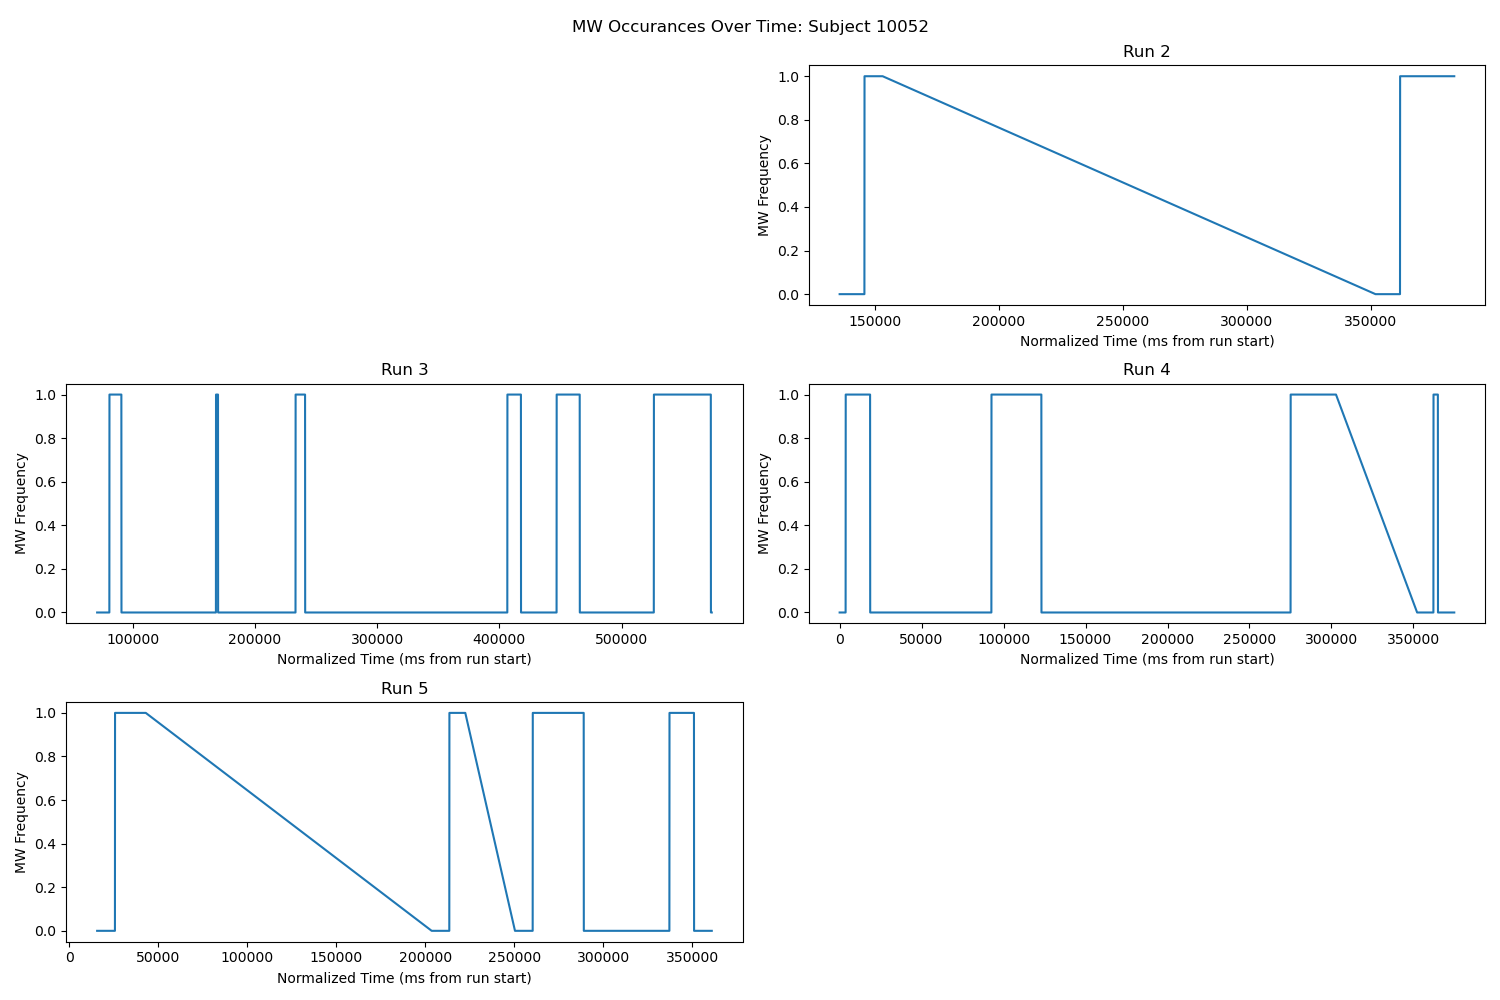 MW Occurances Over Time: Subject 10052
Run 2
1.0
0.8
0.6
0.4
0.2
0.0
MW Frequency
150000 200000 250000 300000 350000
Normalized Time (ms from run start)
Run 3
1.0
0.8
0.6
0.4
0.2
0.0
MW Frequency
100000 200000 300000 400000 500000
Normalized Time (ms from run start)
Run 4
1.0
0.8
0.6
0.4
0.2
0.0
MW Frequency
0 50000 100000 150000 200000 250000 300000 350000
Normalized Time (ms from run start)
Run 5
1.0
0.8
0.6
0.4
0.2
0.0
MW Frequency
0 50000 100000 150000 200000 250000 300000 350000
Normalized Time (ms from run start)